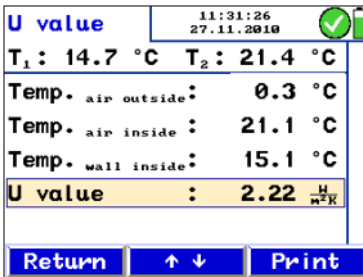 U value 11:31:26 27.11.2010
T₁: 14.7 °C T₂: 21.4 °C
Temp. air outside: 0.3 °C
Temp. air inside : 21.1 °C
Temp. wall inside: 15.1 °C
U value : 2.22 W/m²K
Return ↑ ↓ Print